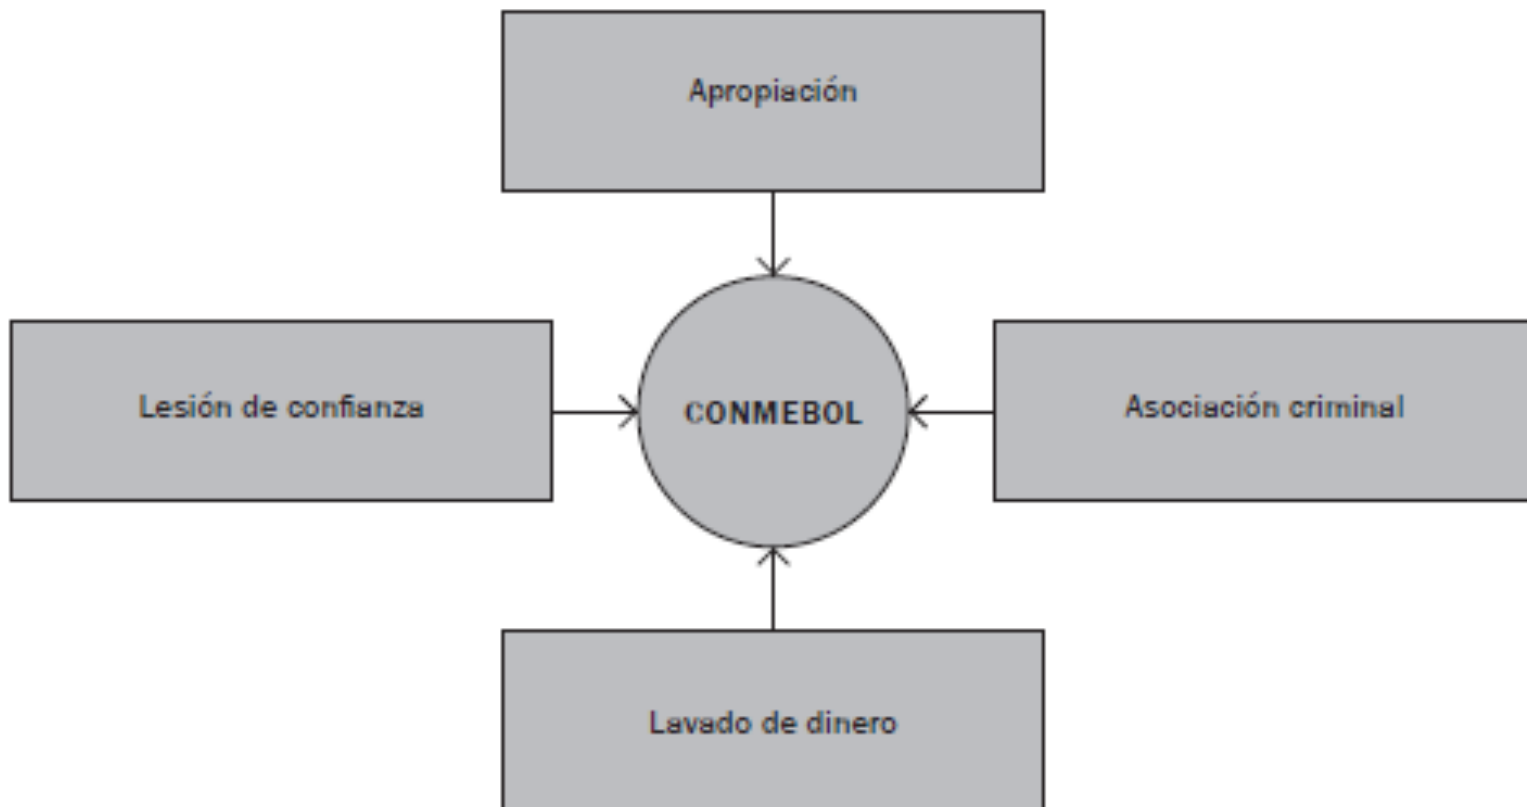 Apropiación
Lesión de confianza
CONMEBOL
Asociación criminal
Lavado de dinero